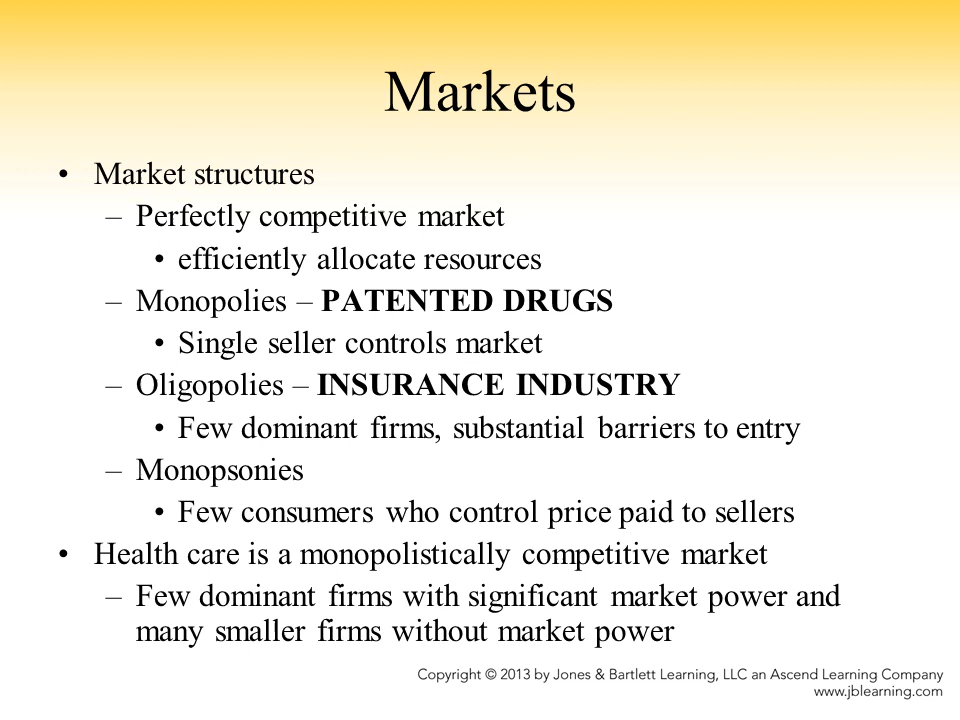 Markets
• Market structures
– Perfectly competitive market
• efficiently allocate resources
– Monopolies – PATENTED DRUGS
• Single seller controls market
– Oligopolies – INSURANCE INDUSTRY
• Few dominant firms, substantial barriers to entry
– Monopsonies
• Few consumers who control price paid to sellers
• Health care is a monopolistically competitive market
– Few dominant firms with significant market power and
many smaller firms without market power
Copyright © 2013 by Jones & Bartlett Learning, LLC an Ascend Learning Company
www.jblearning.com